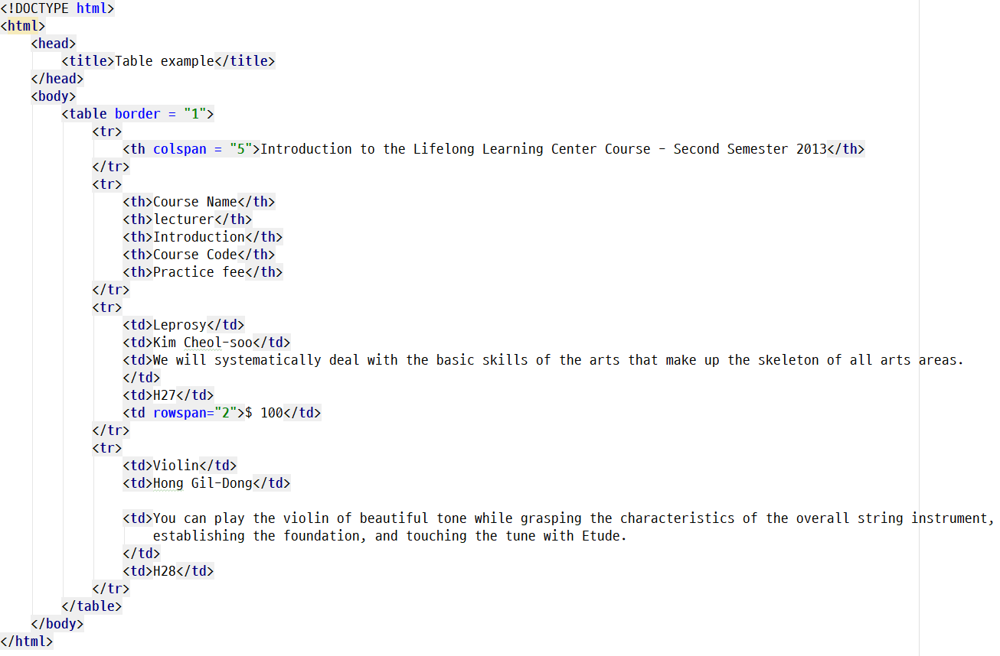 <!DOCTYPE html>
<html>
    <head>
        <title>Table example</title>
    </head>
    <body>
        <table border = "1">
            <tr>
                <th colspan = "5">Introduction to the Lifelong Learning Center Course - Second Semester 2013</th>
            </tr>
            <tr>
                <th>Course Name</th>
                <th>lecturer</th>
                <th>Introduction</th>
                <th>Course Code</th>
                <th>Practice fee</th>
            </tr>
            <tr>
                <td>Leprosy</td>
                <td>Kim Cheol-soo</td>
                <td>We will systematically deal with the basic skills of the arts that make up the skeleton of all arts areas.
                </td>
                <td>H27</td>
                <td rowspan="2">$ 100</td>
            </tr>
            <tr>
                <td>Violin</td>
                <td>Hong Gil-Dong</td>

                <td>You can play the violin of beautiful tone while grasping the characteristics of the overall string instrument,
                    establishing the foundation, and touching the tune with Etude.
                </td>
                <td>H28</td>
            </tr>
        </table>
    </body>
</html>